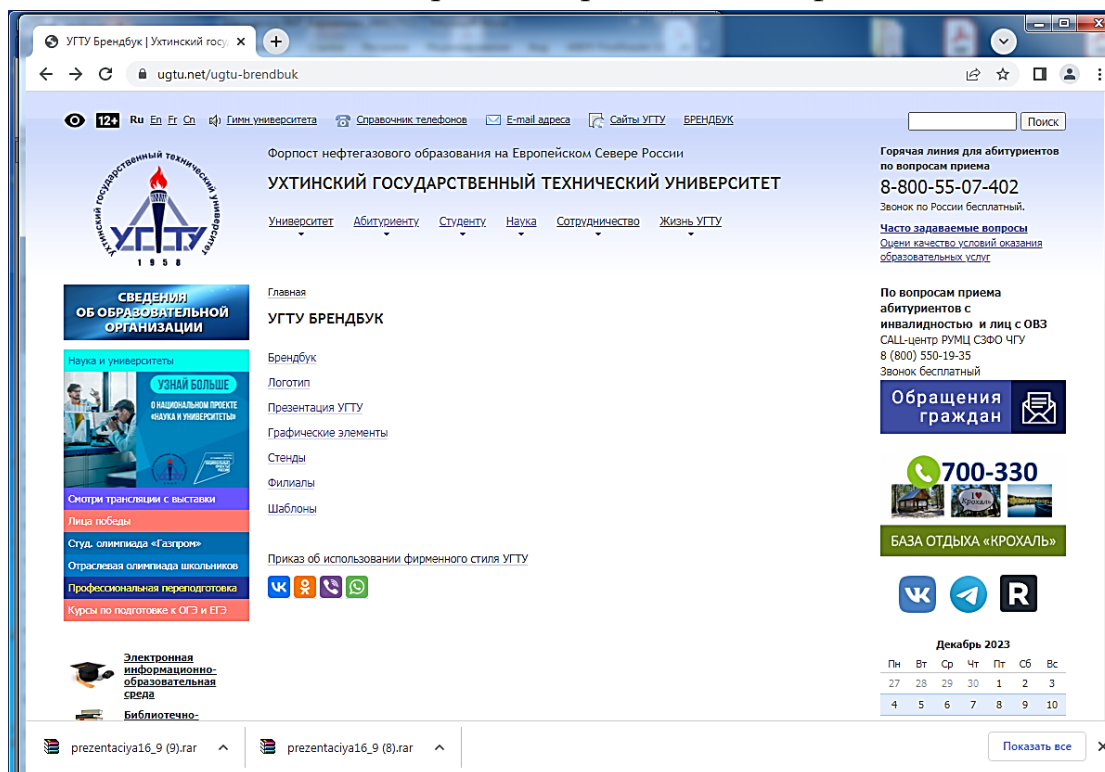 УГТУ Брендбук | Ухтинский госу
ugtu.net/ugtu-brendbuk
12+ Ru En Fr Cn Гимн университета Справочник телефонов E-mail адреса Сайты УГТУ БРЕНДБУК
Поиск
Ухтинский государственный технический университет
УГТУ
1958
Форпост нефтегазового образования на Европейском Севере России
УХТИНСКИЙ ГОСУДАРСТВЕННЫЙ ТЕХНИЧЕСКИЙ УНИВЕРСИТЕТ
Университет Абитуриенту Студенту Наука Сотрудничество Жизнь УГТУ
Горячая линия для абитуриентов
по вопросам приема
8-800-55-07-402
Звонок по России бесплатный.
Часто задаваемые вопросы
Оцени качество условий оказания
образовательных услуг
СВЕДЕНИЯ
ОБ ОБРАЗОВАТЕЛЬНОЙ
ОРГАНИЗАЦИИ
Наука и университеты
УЗНАЙ БОЛЬШЕ
О НАЦИОНАЛЬНОМ ПРОЕКТЕ
«НАУКА И УНИВЕРСИТЕТЫ»
Смотри трансляции с выставки
Лица победы
Студ. олимпиада «Газпром»
Отраслевая олимпиада школьников
Профессиональная переподготовка
Курсы по подготовке к ОГЭ и ЕГЭ
Электронная
информационно-
образовательная
среда
Библиотечно-
Главная
УГТУ БРЕНДБУК
Брендбук
Логотип
Презентация УГТУ
Графические элементы
Стенды
Филиалы
Шаблоны
Приказ об использовании фирменного стиля УГТУ
По вопросам приема
абитуриентов с
инвалидностью и лиц с ОВЗ
CALL-центр РУМЦ СЗФО ЧГУ
8 (800) 550-19-35
Звонок бесплатный
Обращения
граждан
700-330
I ♥
Крохаль
БАЗА ОТДЫХА «КРОХАЛЬ»
Декабрь 2023
Пн Вт Ср Чт Пт Сб Вс
27 28 29 30 1 2 3
4 5 6 7 8 9 10
prezentaciya16_9 (9).rar prezentaciya16_9 (8).rar Показать все